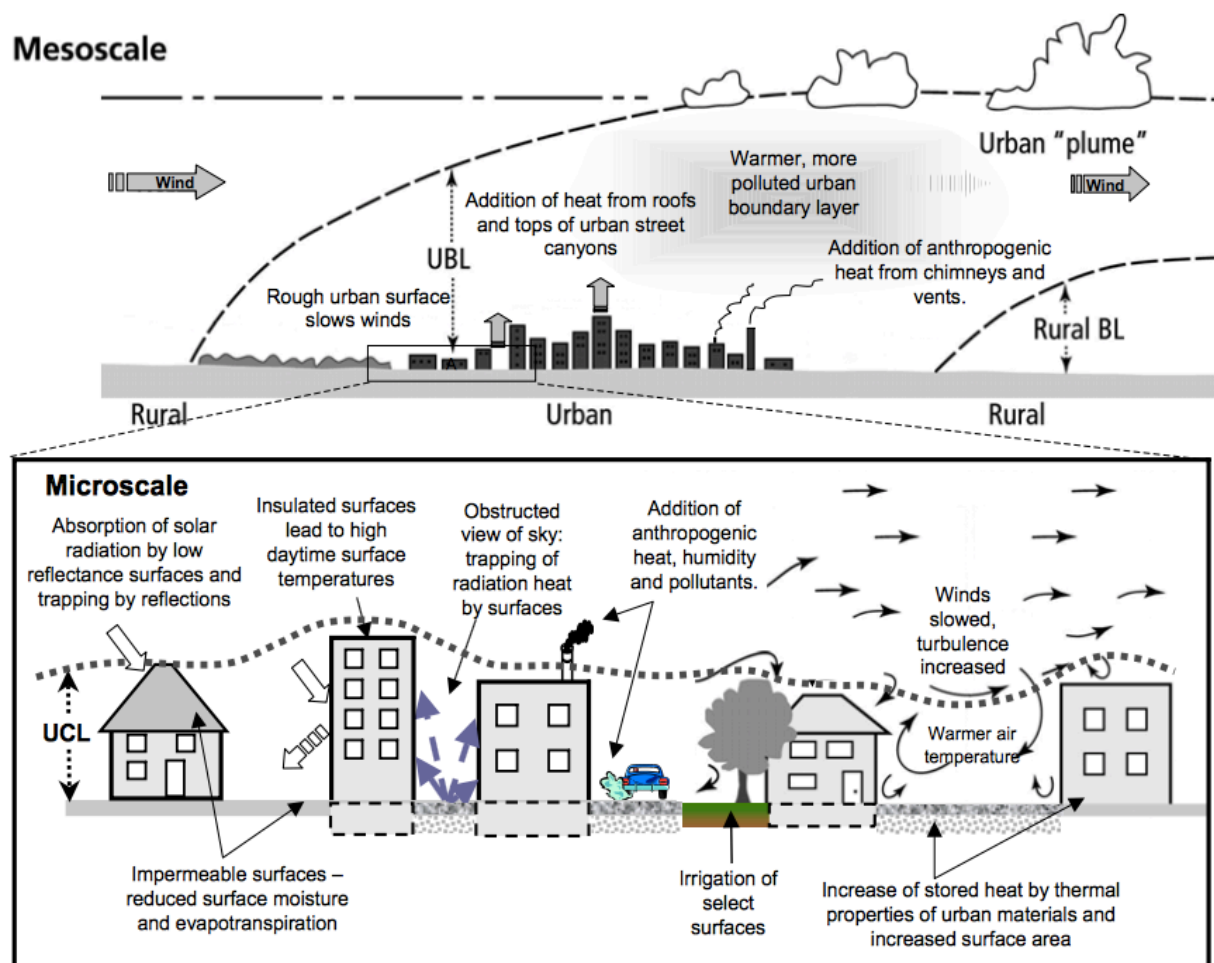 Mesoscale
Urban "plume"
Wind
Warmer, more
polluted urban
boundary layer
Wind
Addition of heat from roofs
and tops of urban street
canyons
UBL
Addition of anthropogenic
heat from chimneys and
vents.
Rough urban surface
slows winds
Rural BL
A
Rural
Urban
Rural
Microscale
Absorption of solar
radiation by low
reflectance surfaces and
trapping by reflections
Insulated surfaces
lead to high
daytime surface
temperatures
Obstructed
view of sky:
trapping of
radiation heat
by surfaces
Addition of
anthropogenic
heat, humidity
and pollutants.
Winds
slowed,
turbulence
increased
UCL
Warmer air
temperature
Impermeable surfaces –
reduced surface moisture
and evapotranspiration
Irrigation of
select
surfaces
Increase of stored heat by thermal
properties of urban materials and
increased surface area